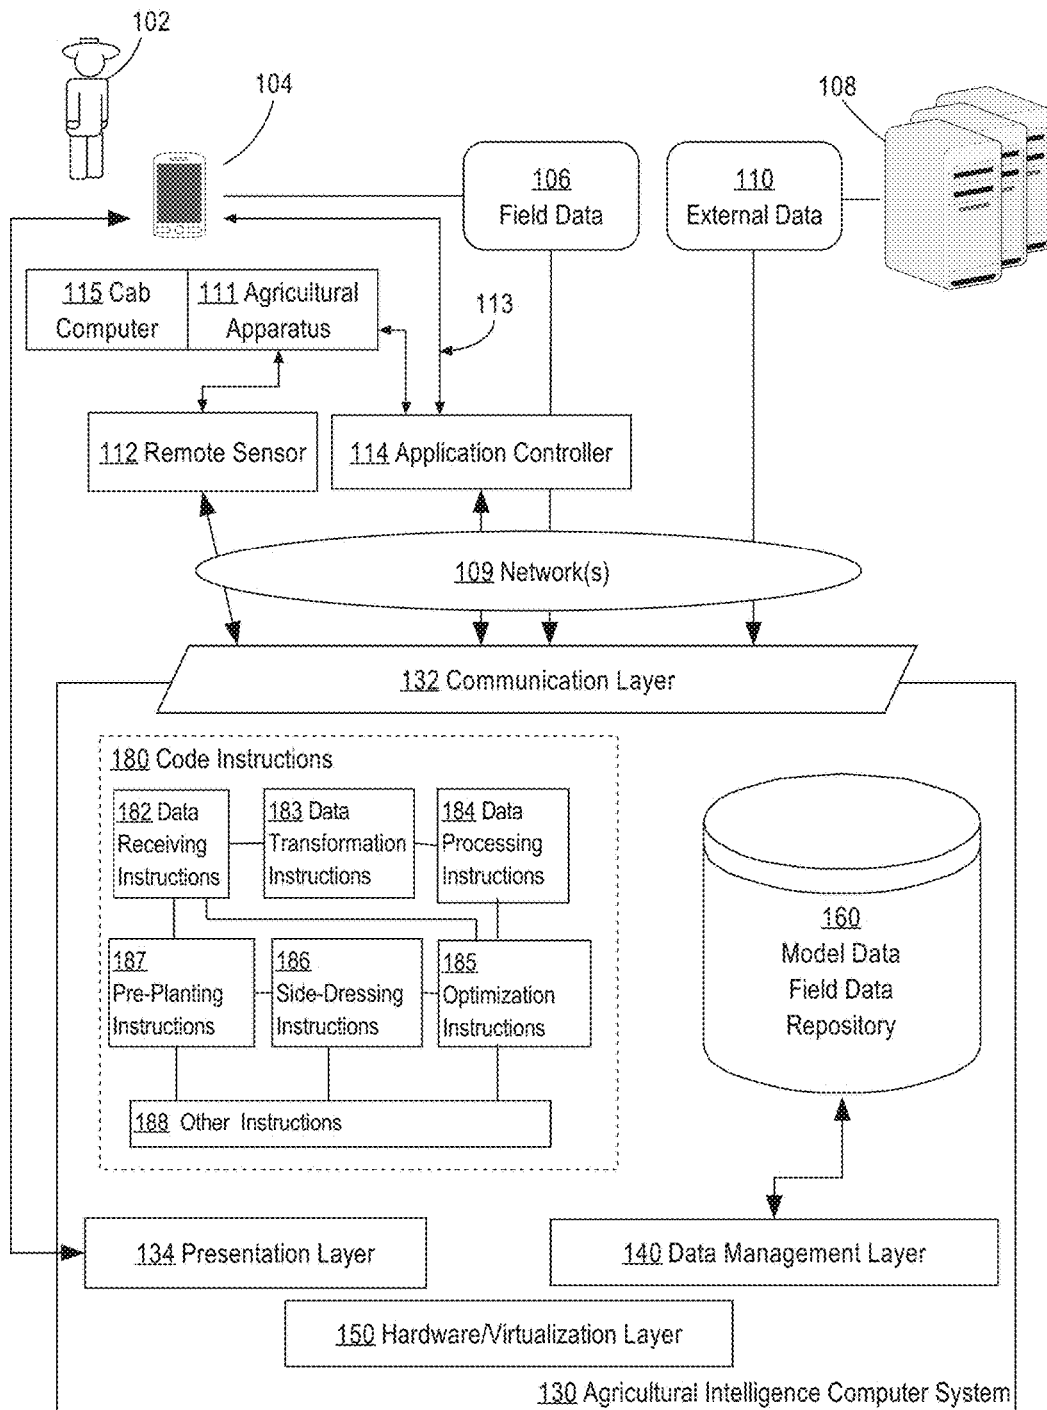 102
104
108
106
Field Data
110
External Data
115 Cab
Computer
111 Agricultural
Apparatus
113
112 Remote Sensor
114 Application Controller
109 Network(s)
132 Communication Layer
180 Code Instructions
182 Data
Receiving
Instructions
183 Data
Transformation
Instructions
184 Data
Processing
Instructions
187
Pre-Planting
Instructions
186
Side-Dressing
Instructions
185
Optimization
Instructions
188 Other Instructions
160
Model Data
Field Data
Repository
134 Presentation Layer
140 Data Management Layer
150 Hardware/Virtualization Layer
130 Agricultural Intelligence Computer System